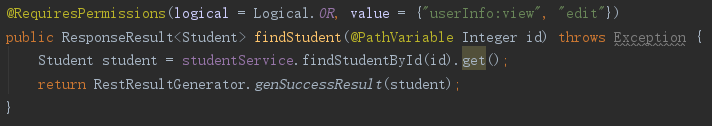 @RequiresPermissions(logical = Logical.OR, value = {"userInfo:view", "edit"})
public ResponseResult<Student> findStudent(@PathVariable Integer id) throws Exception {
    Student student = studentService.findStudentById(id).get();
    return RestResultGenerator.genSuccessResult(student);
}